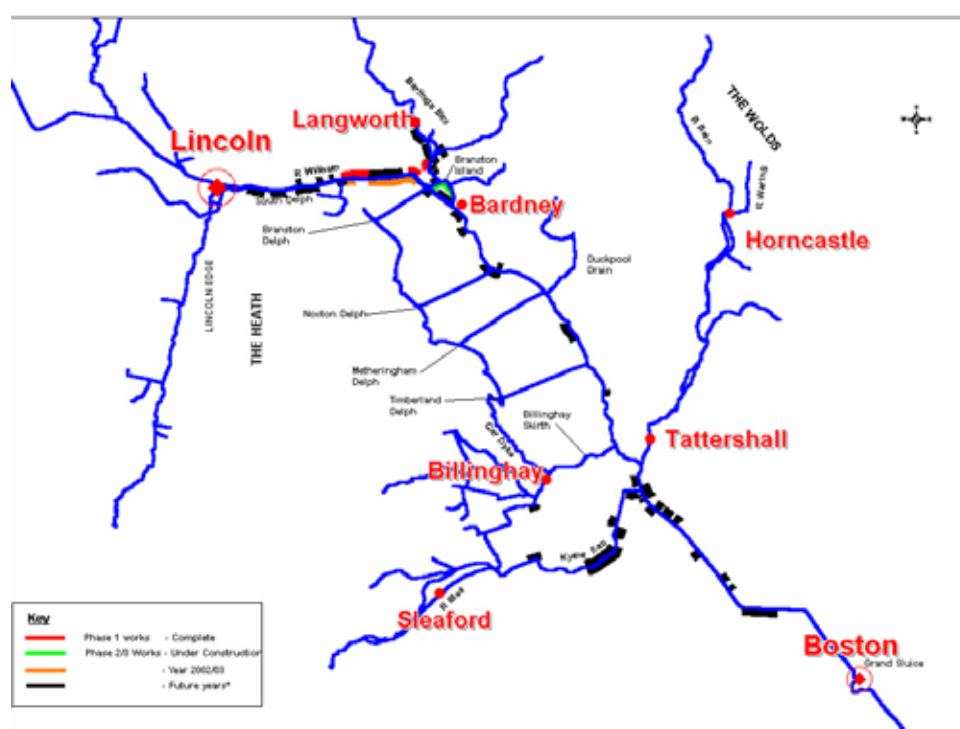 Langworth
Barlings Eau
Lincoln
R Witham
South Delph
Branston
Island
Bardney
Branston
Delph
THE WOLDS
R Bain
R Waring
Horncastle
Duckpool
Drain
LINCOLN EDGE
THE HEATH
Nocton Delph
Metheringham
Delph
Timberland
Delph
Billinghay
Skirth
Car Dyke
Tattershall
Billinghay
Kyme Eau
Sleaford
Boston
Grand Sluice
Key
Phase 1 works - Complete
Phase 2/3 Works - Under Construction
- Year 2002/03
- Future years*